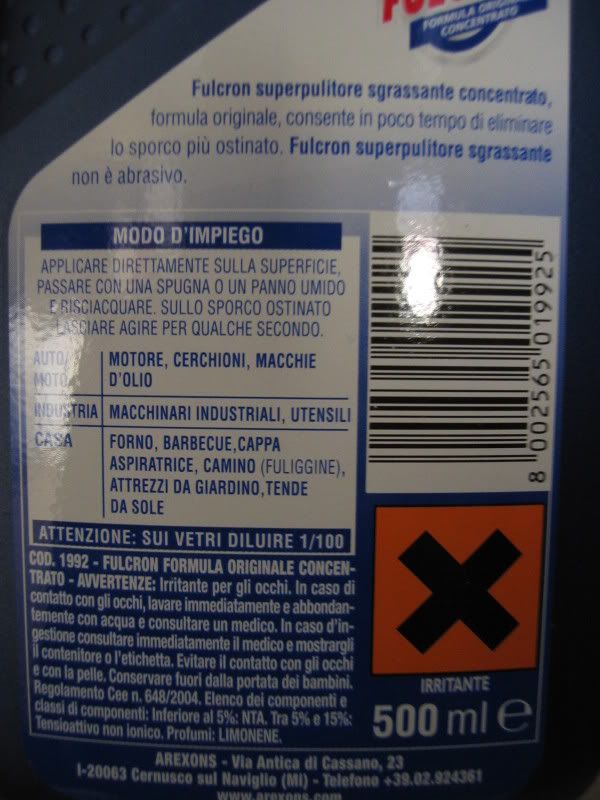 FORMULA ORIGINALE
CONCENTRATO
Fulcron superpulitore sgrassante concentrato,
formula originale, consente in poco tempo di eliminare
lo sporco più ostinato. Fulcron superpulitore sgrassante
non è abrasivo.
MODO D'IMPIEGO
APPLICARE DIRETTAMENTE SULLA SUPERFICIE,
PASSARE CON UNA SPUGNA O UN PANNO UMIDO
E RISCIACQUARE. SULLO SPORCO OSTINATO
LASCIARE AGIRE PER QUALCHE SECONDO.
AUTO/ MOTORE, CERCHIONI, MACCHIE
MOTO D'OLIO
INDUSTRIA MACCHINARI INDUSTRIALI, UTENSILI
CASA FORNO, BARBECUE,CAPPA
ASPIRATRICE, CAMINO (FULIGGINE),
ATTREZZI DA GIARDINO,TENDE
DA SOLE
ATTENZIONE: SUI VETRI DILUIRE 1/100
COD. 1992 - FULCRON FORMULA ORIGINALE CONCEN-
TRATO - AVVERTENZE: Irritante per gli occhi. In caso di
contatto con gli occhi, lavare immediatamente e abbondan-
temente con acqua e consultare un medico. In caso d'in-
gestione consultare immediatamente il medico e mostrargli
il contenitore o l'etichetta. Evitare il contatto con gli occhi
e con la pelle. Conservare fuori dalla portata dei bambini.
Regolamento Cee n. 648/2004. Elenco dei componenti e
classi di componenti: Inferiore al 5%: NTA. Tra 5% e 15%:
Tensioattivo non ionico. Profumi: LIMONENE.
8 002565 019925
IRRITANTE
500 ml e
AREXONS - Via Antica di Cassano, 23
I-20063 Cernusco sul Naviglio (MI) - Telefono +39.02.924361
www.arexons.com